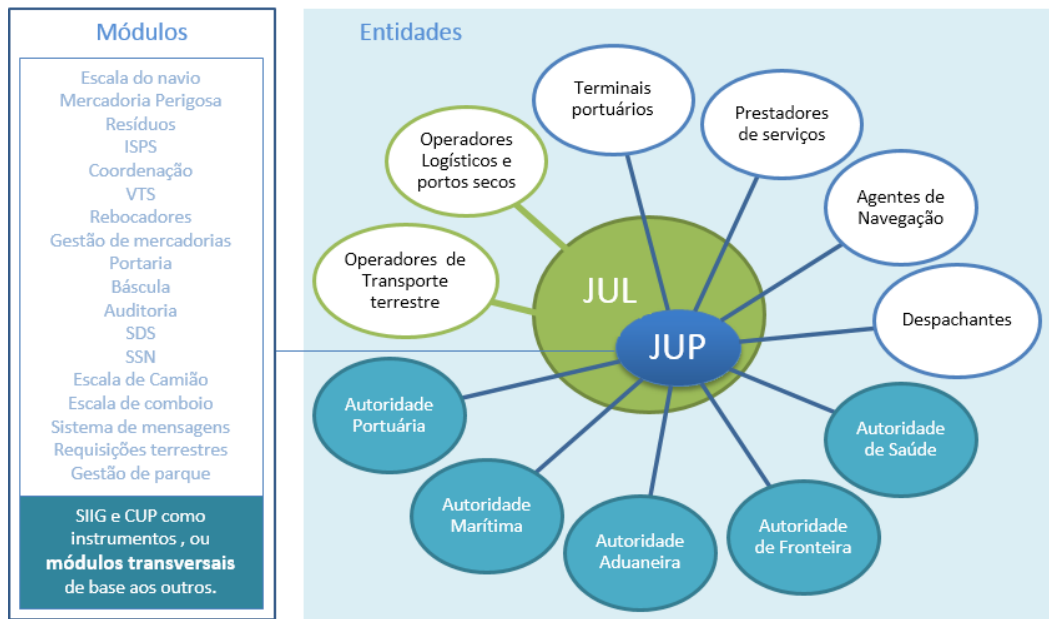 Módulos
Escala do navio
Mercadoria Perigosa
Resíduos
ISPS
Coordenação
VTS
Rebocadores
Gestão de mercadorias
Portaria
Báscula
Auditoria
SDS
SSN
Escala de Camião
Escala de comboio
Sistema de mensagens
Requisições terrestres
Gestão de parque
SIIG e CUP como
instrumentos , ou
módulos transversais
de base aos outros.
Entidades
Terminais
portuários
Prestadores
de serviços
Operadores
Logísticos e
portos secos
Agentes de
Navegação
Operadores de
Transporte
terrestre
JUL
JUP
Despachantes
Autoridade
Portuária
Autoridade
de Saúde
Autoridade
Marítima
Autoridade
Aduaneira
Autoridade
de Fronteira